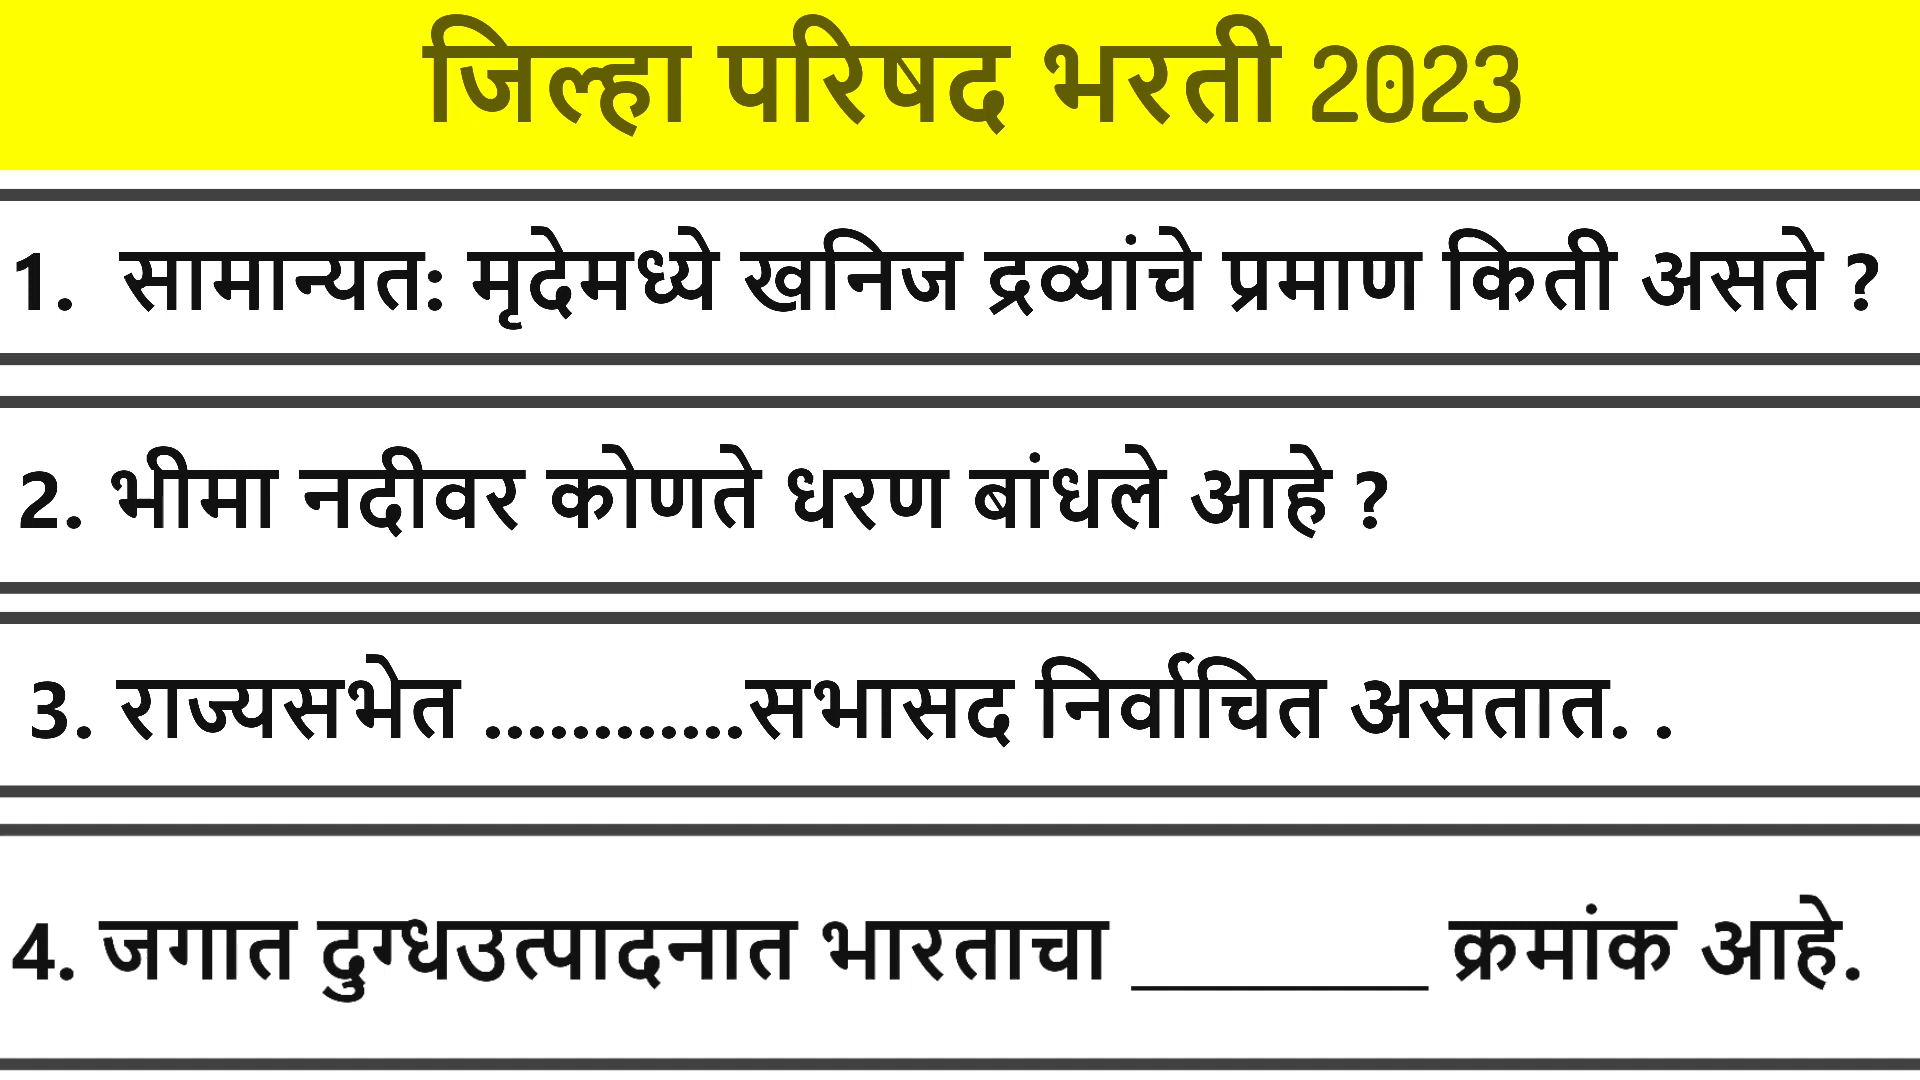 जिल्हा परिषद भरती 2023
1. सामान्यत: मृदेमध्ये खनिज द्रव्यांचे प्रमाण किती असते ?
2. भीमा नदीवर कोणते धरण बांधले आहे ?
3. राज्यसभेत ............सभासद निर्वाचित असतात. .
4. जगात दुग्धउत्पादनात भारताचा ________ क्रमांक आहे.